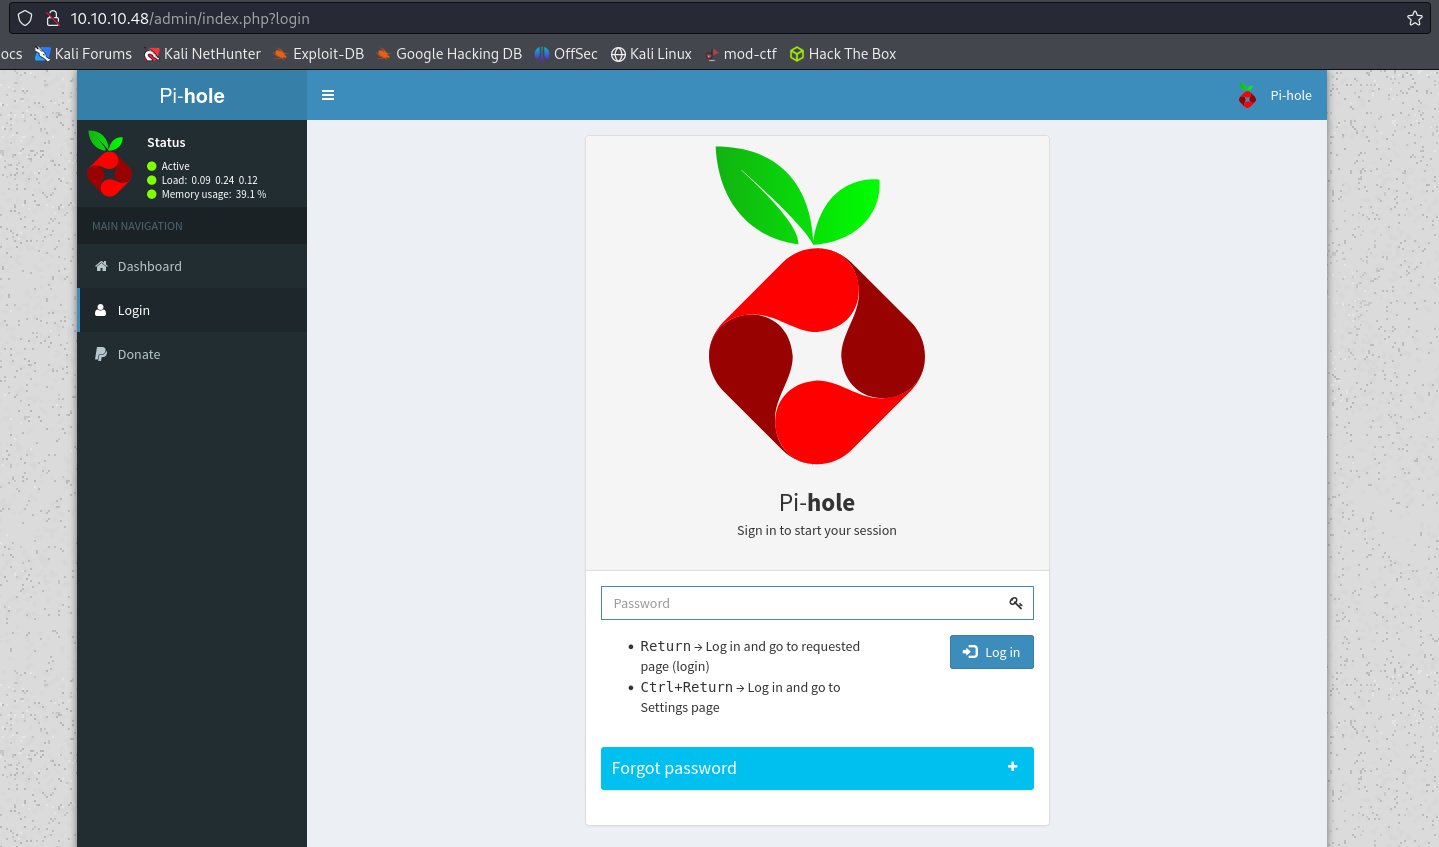 10.10.10.48/admin/index.php?login
ocs Kali Forums Kali NetHunter Exploit-DB Google Hacking DB OffSec Kali Linux mod-ctf Hack The Box
Pi-hole
Pi-hole
Status
Active
Load: 0.09 0.24 0.12
Memory usage: 39.1 %
MAIN NAVIGATION
Dashboard
Login
Donate
Pi-hole
Sign in to start your session
Password
• Return → Log in and go to requested
page (login)
• Ctrl+Return → Log in and go to
Settings page
Log in
Forgot password +